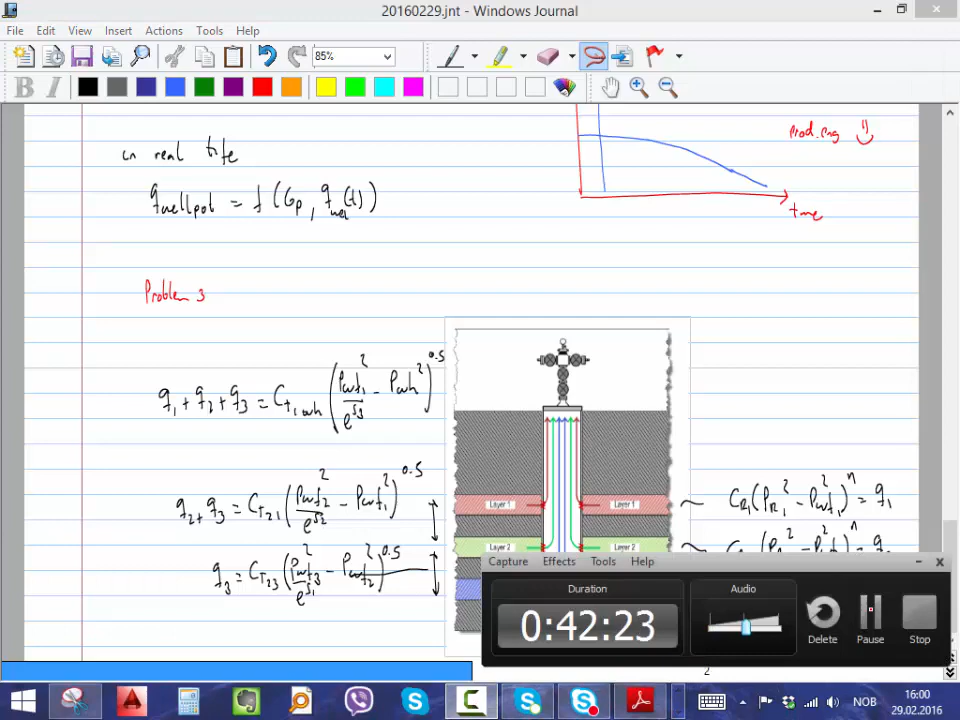 20160229.jnt - Windows Journal
File Edit View Insert Actions Tools Help
85%
Prod. Eng
time
in real life
q wellpot = f (Gp, q well (t))
Problem 3
q1 + q2 + q3 = CT1,wh (Pwf1² / e^S3 - Pwh²)^0.5
q2 + q3 = CT21 (Pwf2² / e^S2 - Pwf1²)^0.5
q3 = CT23 (Pwf3² / e^S1 - Pwf2²)^0.5
Layer 1 Layer 1
Layer 2 Layer 2
~ CR1 (PR1² - Pwf1²)^n = q1
Capture Effects Tools Help
Duration Audio
0:42:23
Delete Pause Stop
2
NOB
16:00
29.02.2016